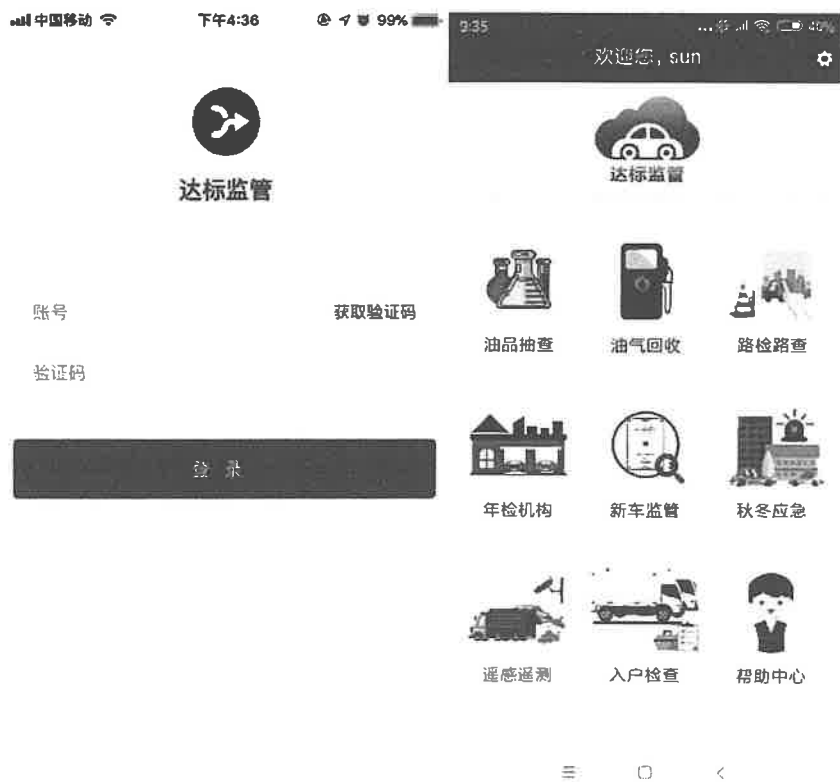 中国移动 下午4:36 99%
达标监管
账号 获取验证码
验证码
登 录
9:35 40%
欢迎您, sun
达标监管
油品抽查 油气回收 路检路查
年检机构 新车监管 秋冬应急
遥感遥测 入户检查 帮助中心